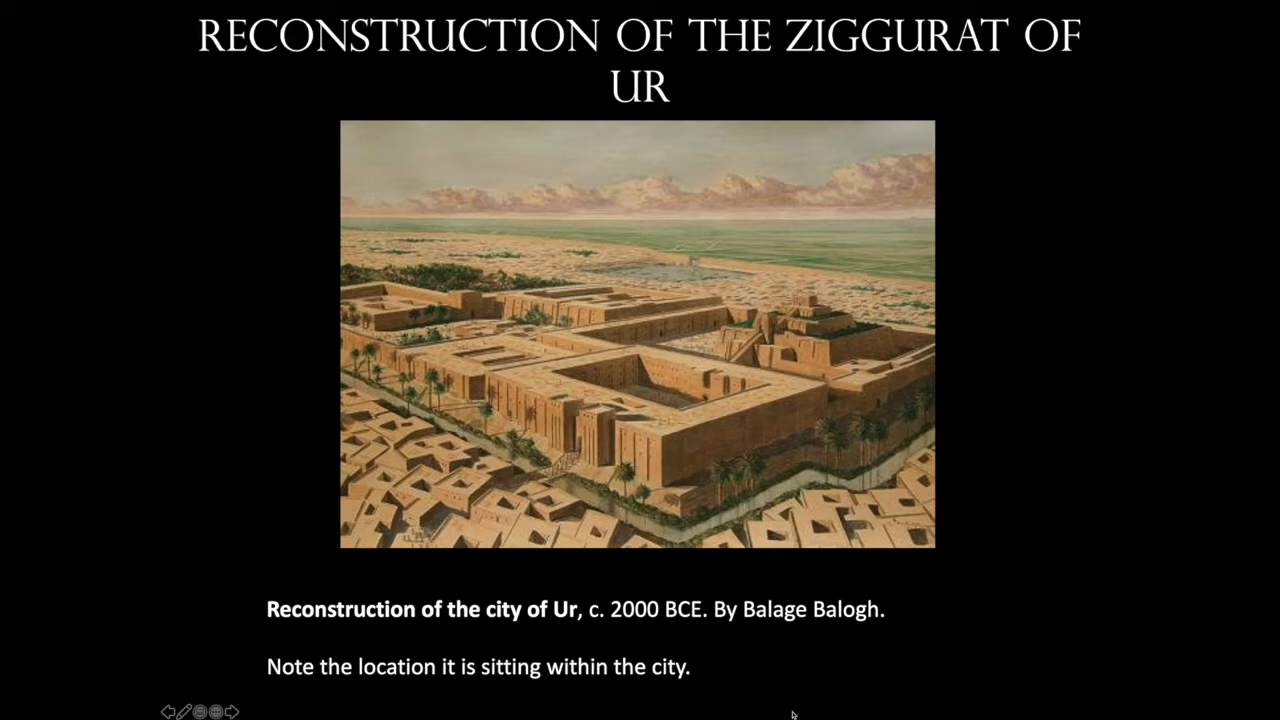 RECONSTRUCTION OF THE ZIGGURAT OF
UR
Reconstruction of the city of Ur, c. 2000 BCE. By Balage Balogh.
Note the location it is sitting within the city.